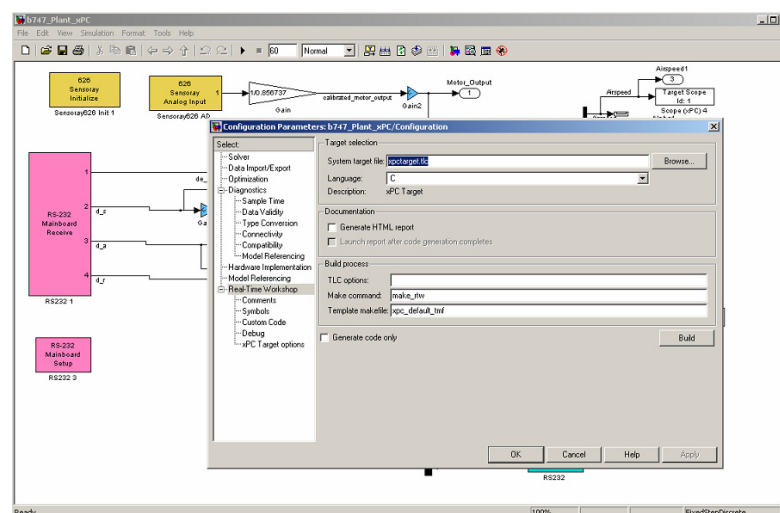 b747_Plant_xPC
File Edit View Simulation Format Tools Help
60 Normal
626
Sensoray
Initialize
Sensoray626 Init 1
626
Sensoray
Analog Input
1
Sensoray626 AD
1/0.856737
Gain
calibrated_motor_output
Gain2
Motor_Output
1
Airspeed1
3
Airspeed
Target Scope
Id: 1
Scope (xPC) 4
RS-232
Mainboard
Receive
1
2
3
4
d_s
d_a
d_r
RS232 1
RS-232
Mainboard
Setup
RS232 3
Configuration Parameters: b747_Plant_xPC/Configuration
Select:
Solver
Data Import/Export
Optimization
Diagnostics
Sample Time
Data Validity
Type Conversion
Connectivity
Compatibility
Model Referencing
Hardware Implementation
Model Referencing
Real-Time Workshop
Comments
Symbols
Custom Code
Debug
xPC Target options
Target selection
System target file: xpctarget.tlc Browse...
Language: C
Description: xPC Target
Documentation
Generate HTML report
Launch report after code generation completes
Build process
TLC options:
Make command: make_rtw
Template makefile: xpc_default_tmf
Generate code only Build
OK Cancel Help Apply
RS232
Ready 100% FixedStepDiscrete